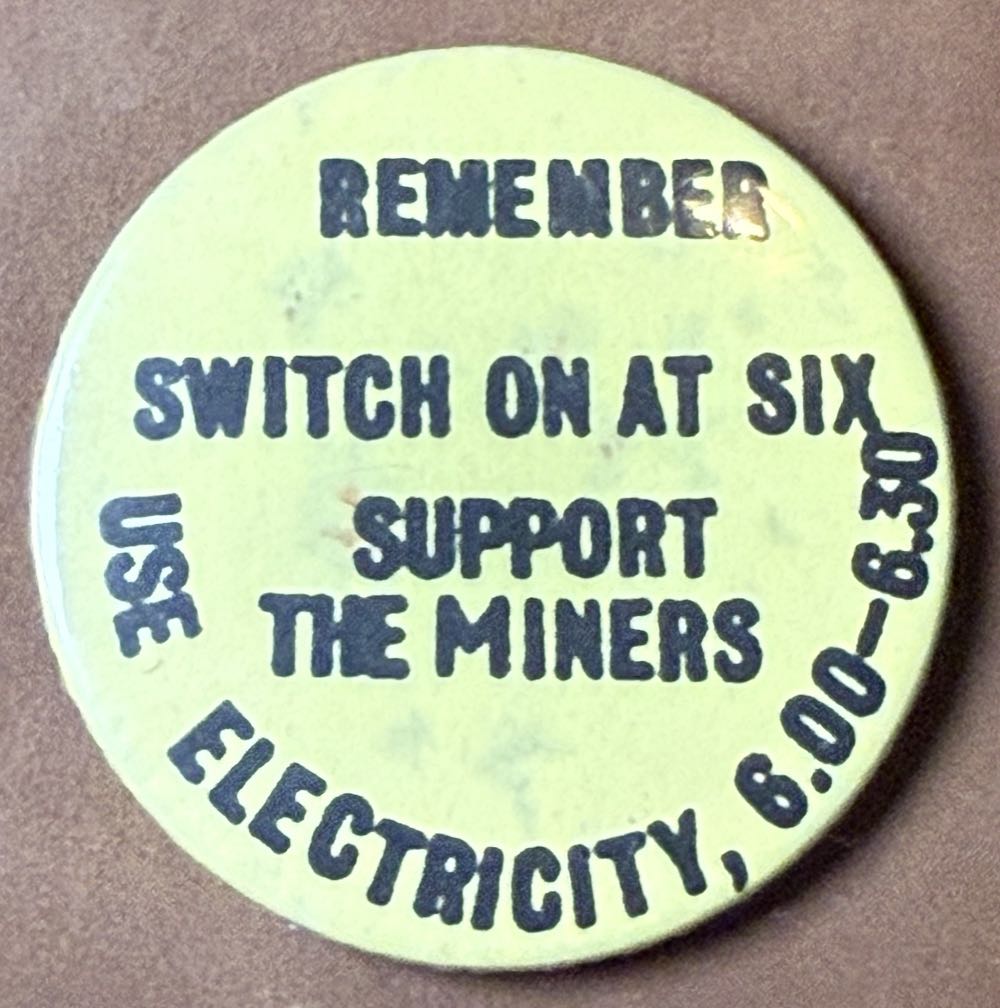 REMEMBER
SWITCH ON AT SIX
SUPPORT
THE MINERS
USE ELECTRICITY, 6.00—6.30